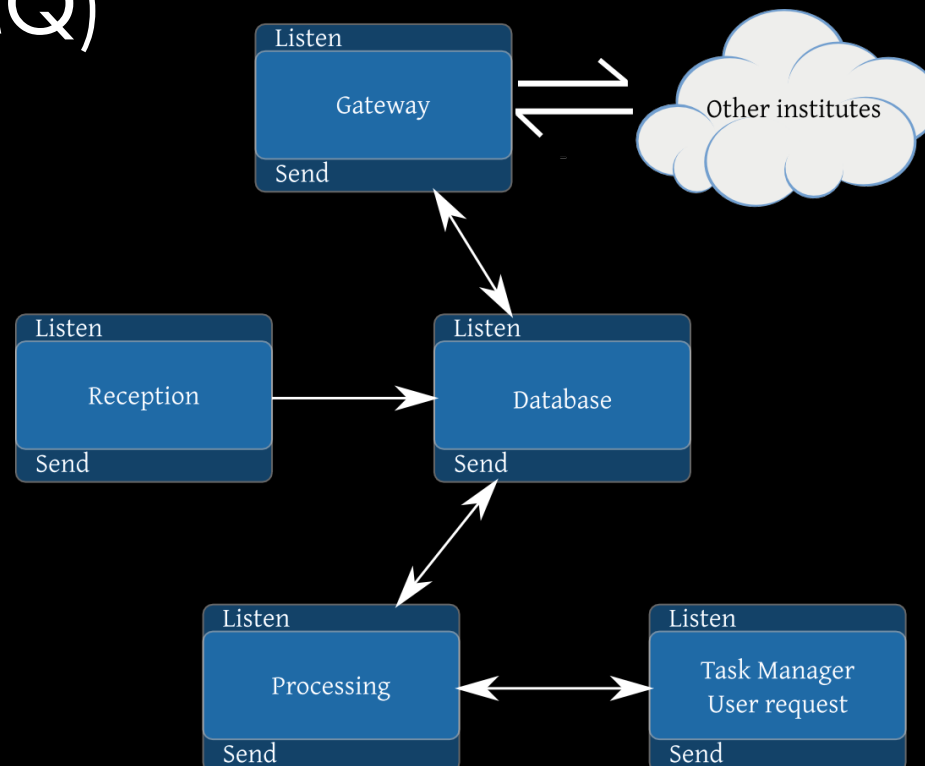 Q)
Listen
Gateway
Send
Other institutes
Listen
Reception
Send
Listen
Database
Send
Listen
Processing
Send
Listen
Task Manager
User request
Send